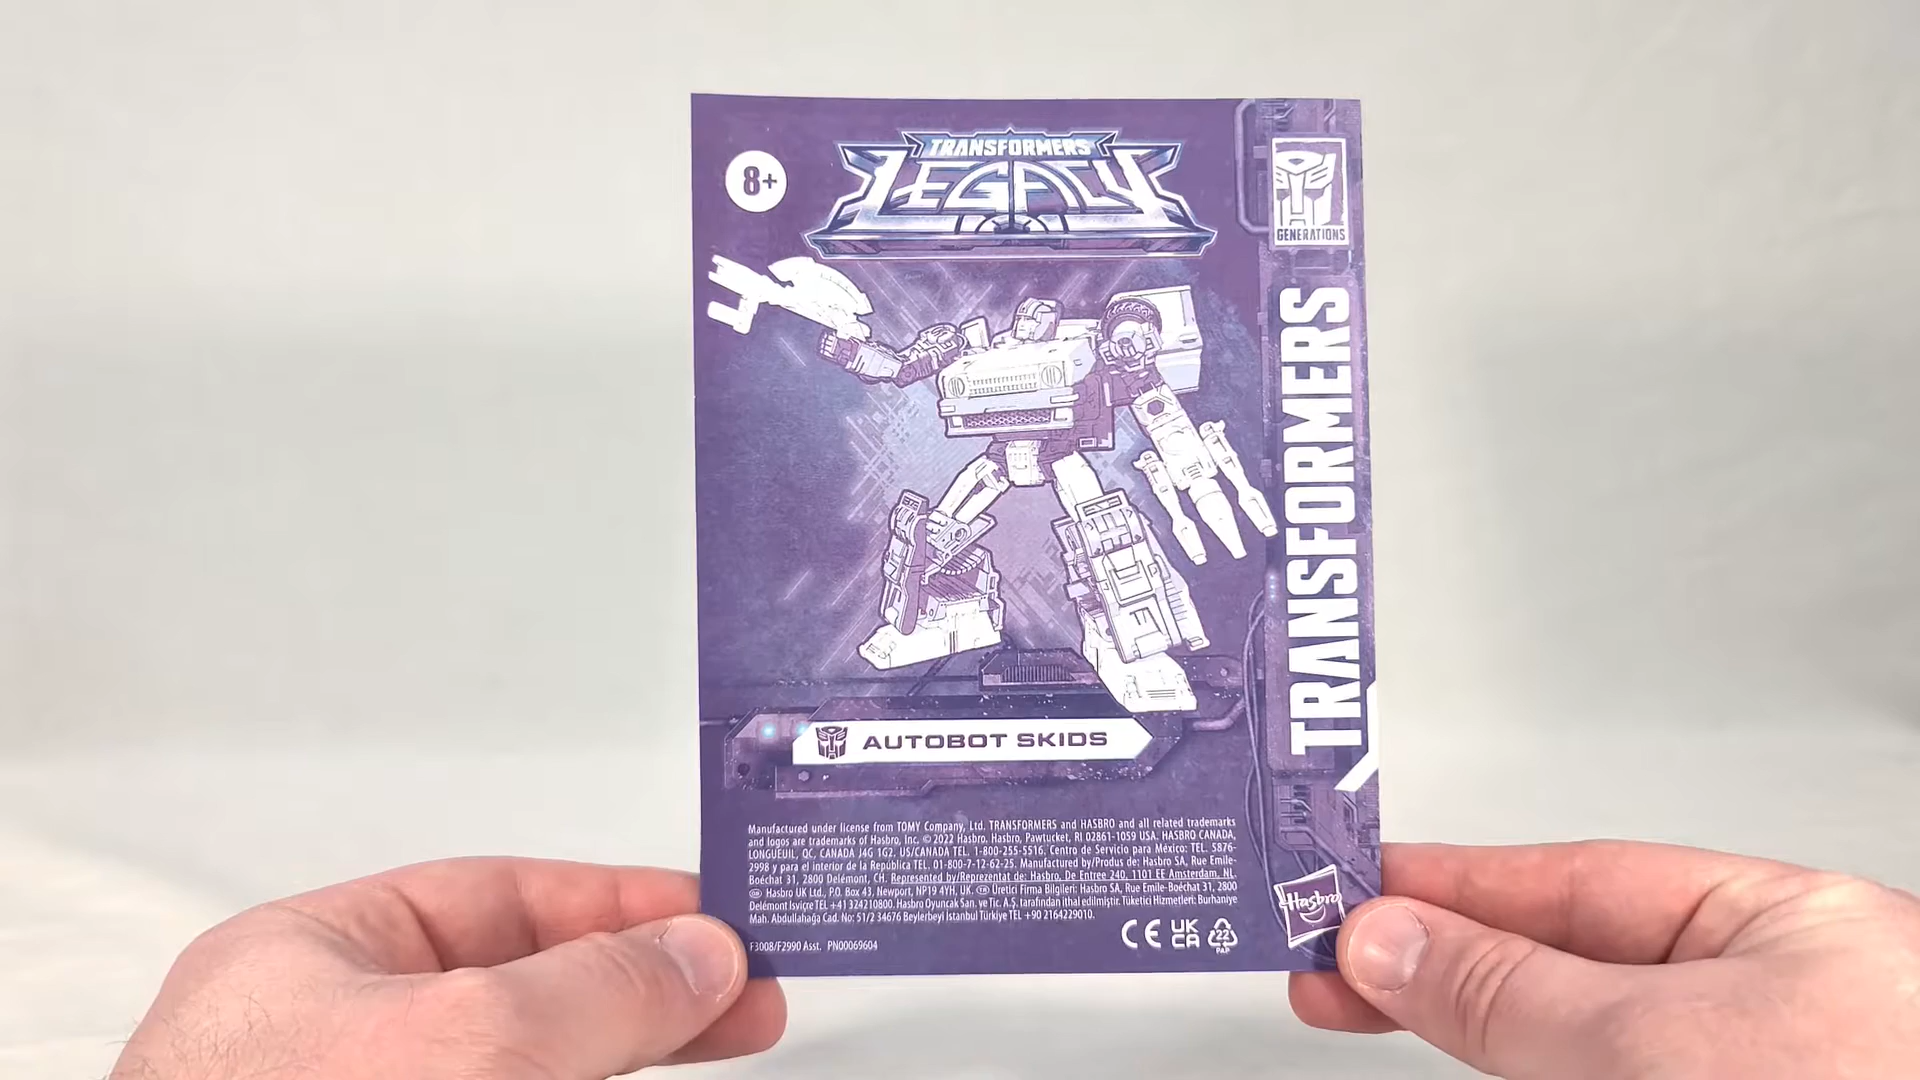 8+
TRANSFORMERS
LEGACY
GENERATIONS
TRANSFORMERS
AUTOBOT SKIDS
Manufactured under license from TOMY Company, Ltd. TRANSFORMERS and HASBRO and all related trademarks
and logos are trademarks of Hasbro, Inc. © 2022 Hasbro. Hasbro, Pawtucket, RI 02861-1059 USA. HASBRO CANADA,
LONGUEUIL, QC, CANADA J4G 1G2. US/CANADA TEL. 1-800-255-5516. Centro de Servicio para México: TEL. 5876-
2998 y para el interior de la República TEL. 01-800-7-12-62-25. Manufactured by/Produs de: Hasbro SA, Rue Emile-
Boéchat 31, 2800 Delémont, CH. Represented by/Reprezentat de: Hasbro, De Entree 240, 1101 EE Amsterdam, NL.
Hasbro UK Ltd., P.O. Box 43, Newport, NP19 4YH, UK. Üretici Firma Bilgileri: Hasbro SA, Rue Emile-Boéchat 31, 2800
Delémont İsviçre TEL +41 324210800. Hasbro Oyuncak San. ve Tic. A.Ş. tarafından ithal edilmiştir. Tüketici Hizmetleri: Burhaniye
Mah. Abdullahağa Cad. No: 51/2 34676 Beylerbeyi İstanbul Türkiye TEL +90 2164229010.
F3008/F2990 Asst. PN00069604
CE
UK
CA
22
PAP
Hasbro